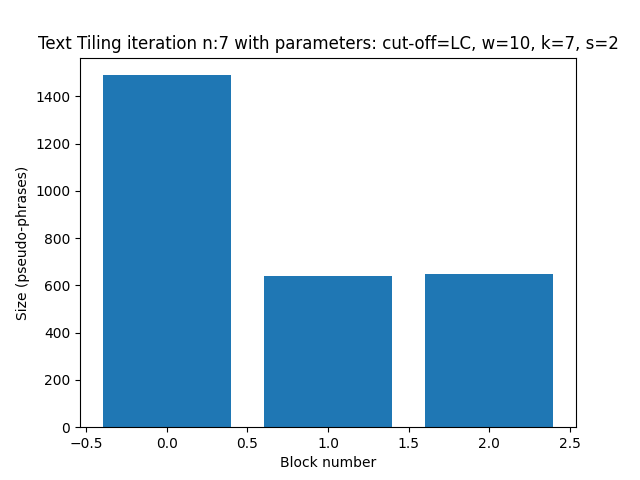 Text Tiling iteration n:7 with parameters: cut-off=LC, w=10, k=7, s=2
1400
1200
1000
800
600
400
200
0
Size (pseudo-phrases)
−0.5 0.0 0.5 1.0 1.5 2.0 2.5
Block number